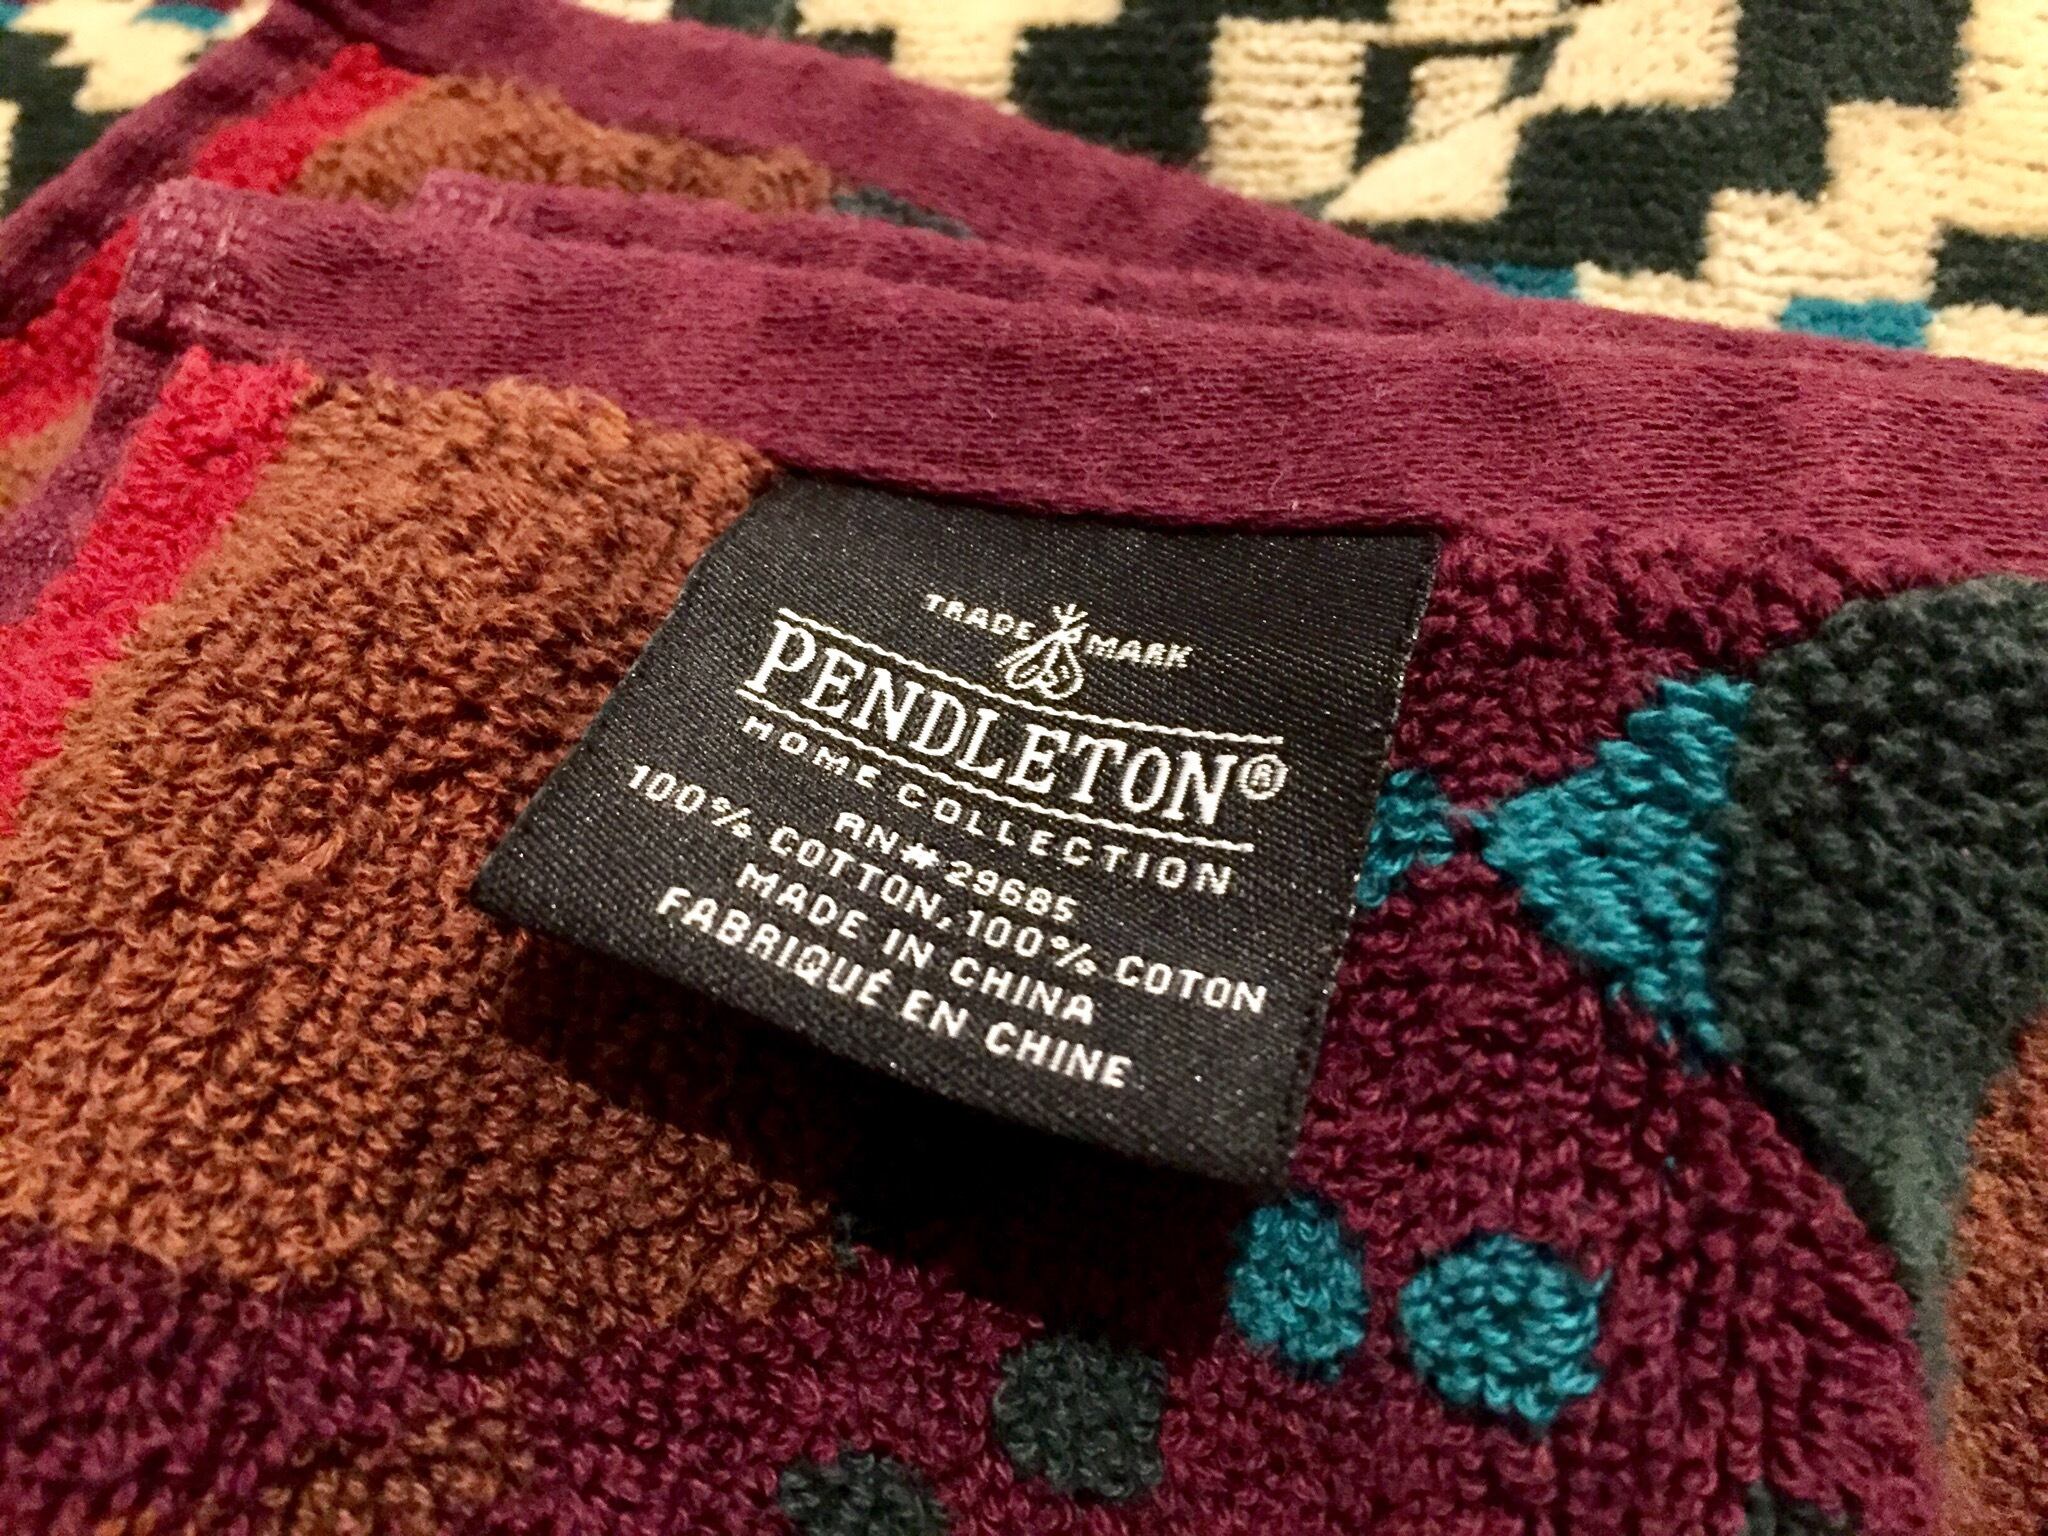 TRADE MARK
PENDLETON®
HOME COLLECTION
RN#29685
100% COTTON, 100% COTON
MADE IN CHINA
FABRIQUÉ EN CHINE